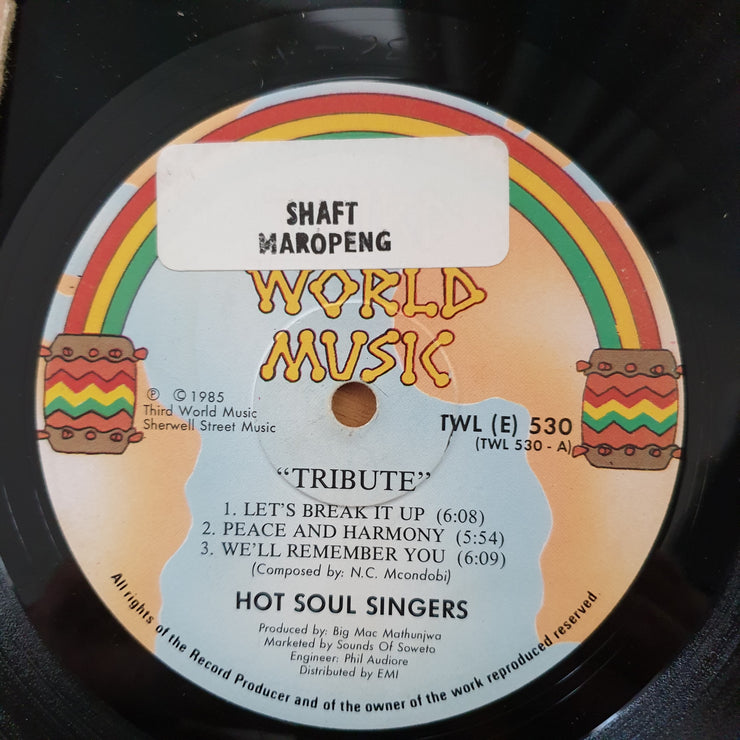 SHAFT
MAROPENG
WORLD
MUSIC
℗ © 1985
Third World Music
Sherwell Street Music
TWL (E) 530
(TWL 530 - A)
“TRIBUTE”
1. LET'S BREAK IT UP (6:08)
2. PEACE AND HARMONY (5:54)
3. WE'LL REMEMBER YOU (6:09)
(Composed by: N.C. Mcondobi)
HOT SOUL SINGERS
Produced by: Big Mac Mathunjwa
Marketed by Sounds Of Soweto
Engineer: Phil Audiore
Distributed by EMI
All rights of the Record Producer and of the owner of the work reproduced reserved.